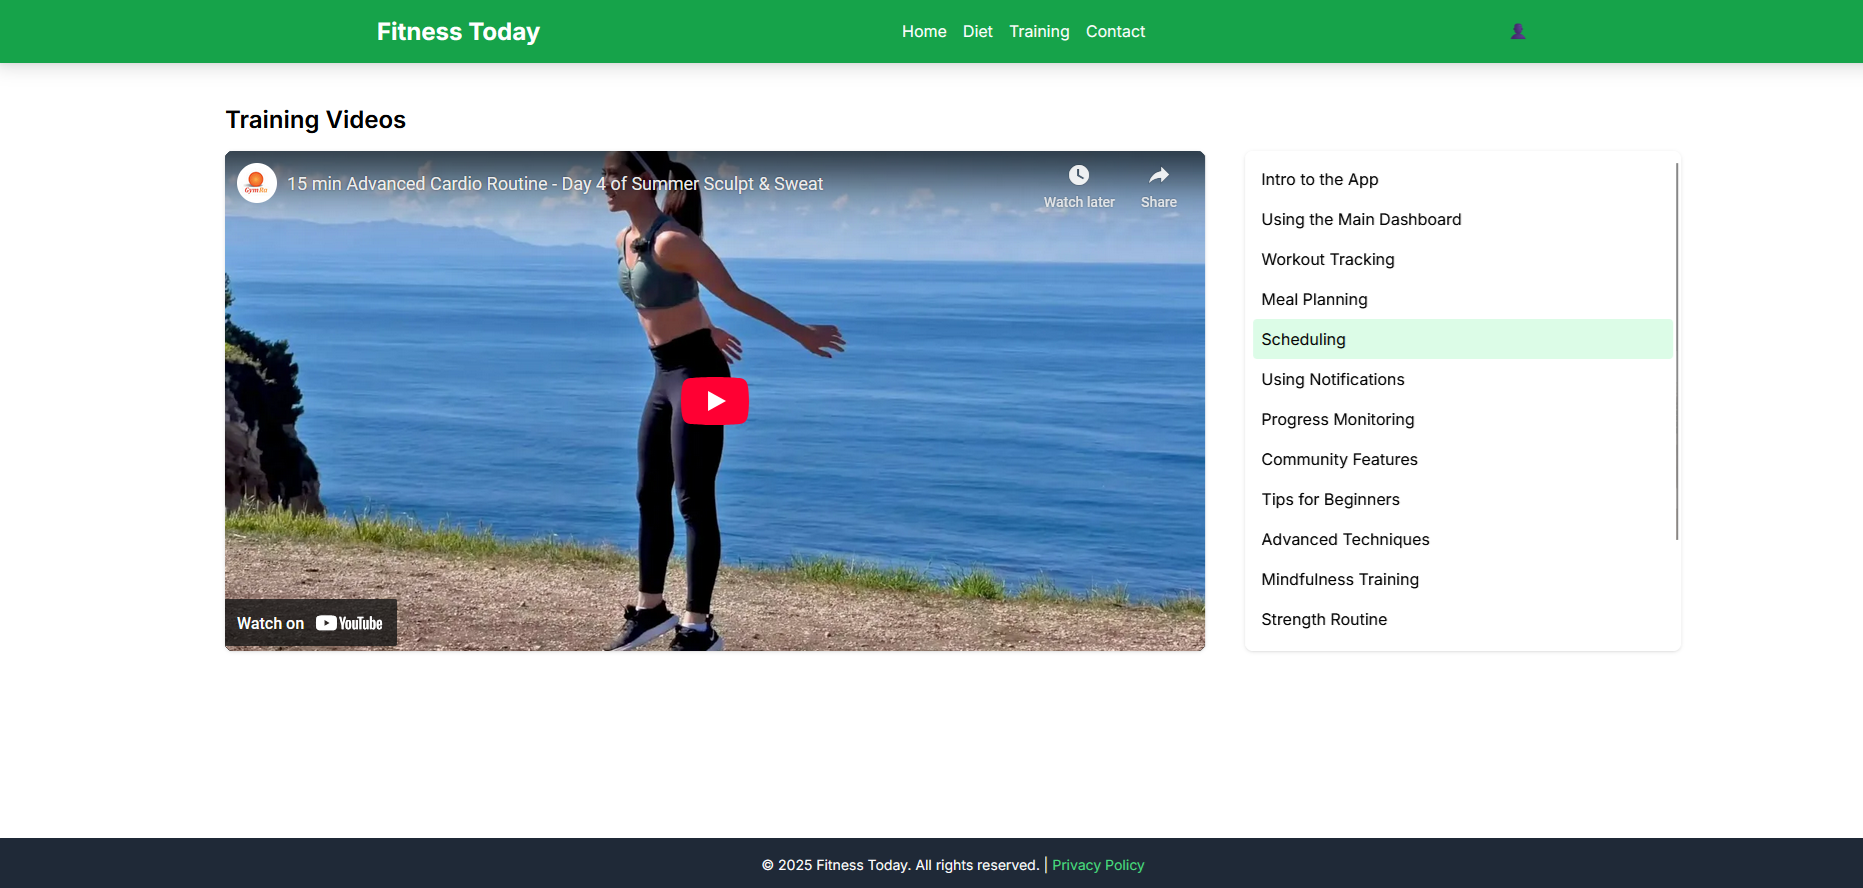 Fitness Today
Home Diet Training Contact
Training Videos
GymRa
15 min Advanced Cardio Routine - Day 4 of Summer Sculpt & Sweat
Watch later
Share
Watch on YouTube
Intro to the App
Using the Main Dashboard
Workout Tracking
Meal Planning
Scheduling
Using Notifications
Progress Monitoring
Community Features
Tips for Beginners
Advanced Techniques
Mindfulness Training
Strength Routine
© 2025 Fitness Today. All rights reserved. | Privacy Policy